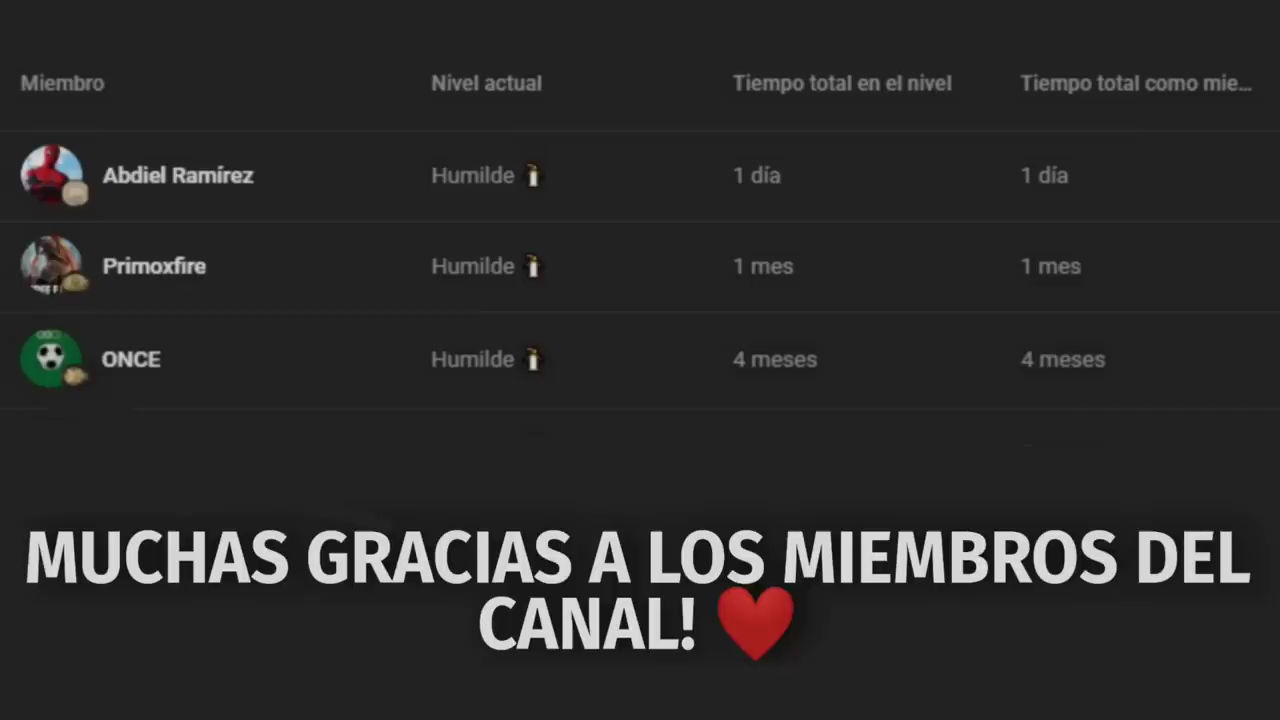 Miembro Nivel actual Tiempo total en el nivel Tiempo total como mie...
Abdiel Ramírez Humilde 1 día 1 día
Primoxfire Humilde 1 mes 1 mes
ONCE Humilde 4 meses 4 meses
MUCHAS GRACIAS A LOS MIEMBROS DEL
CANAL! ❤️